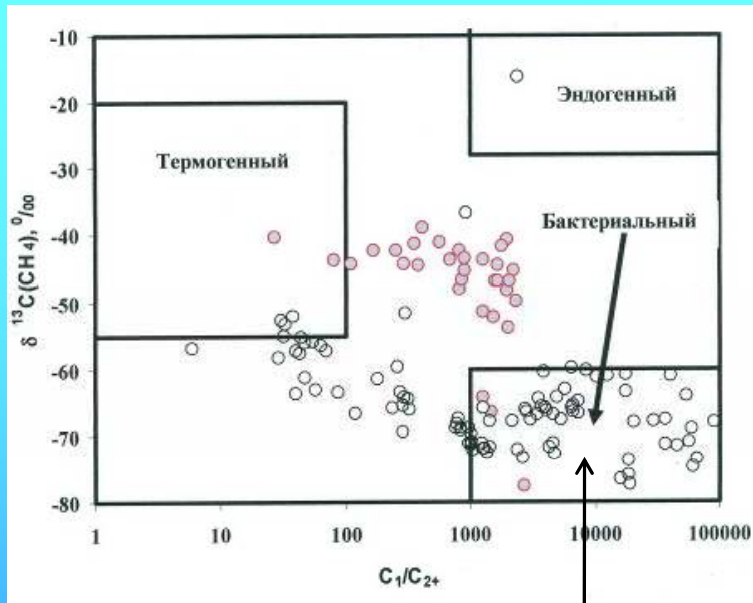 -10
-20
-30
-40
-50
-60
-70
-80
δ ¹³C(CH4), ⁰/₀₀
Эндогенный
Термогенный
Бактериальный
1 10 100 1000 10000 100000
C₁/C₂₊